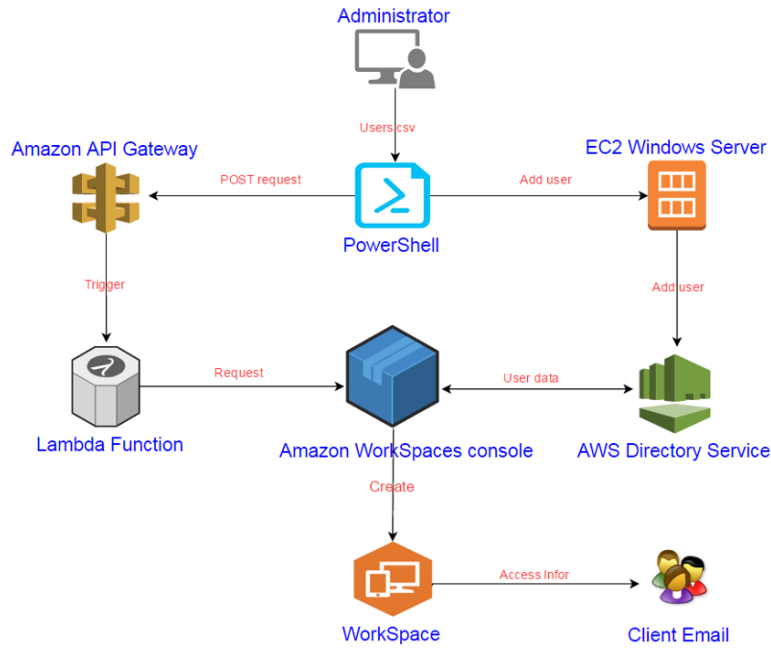 Administrator
Users.csv
Amazon API Gateway
EC2 Windows Server
POST request
Add user
PowerShell
Trigger
Add user
Request
User data
Lambda Function
Amazon WorkSpaces console
AWS Directory Service
Create
Access Infor
WorkSpace
Client Email